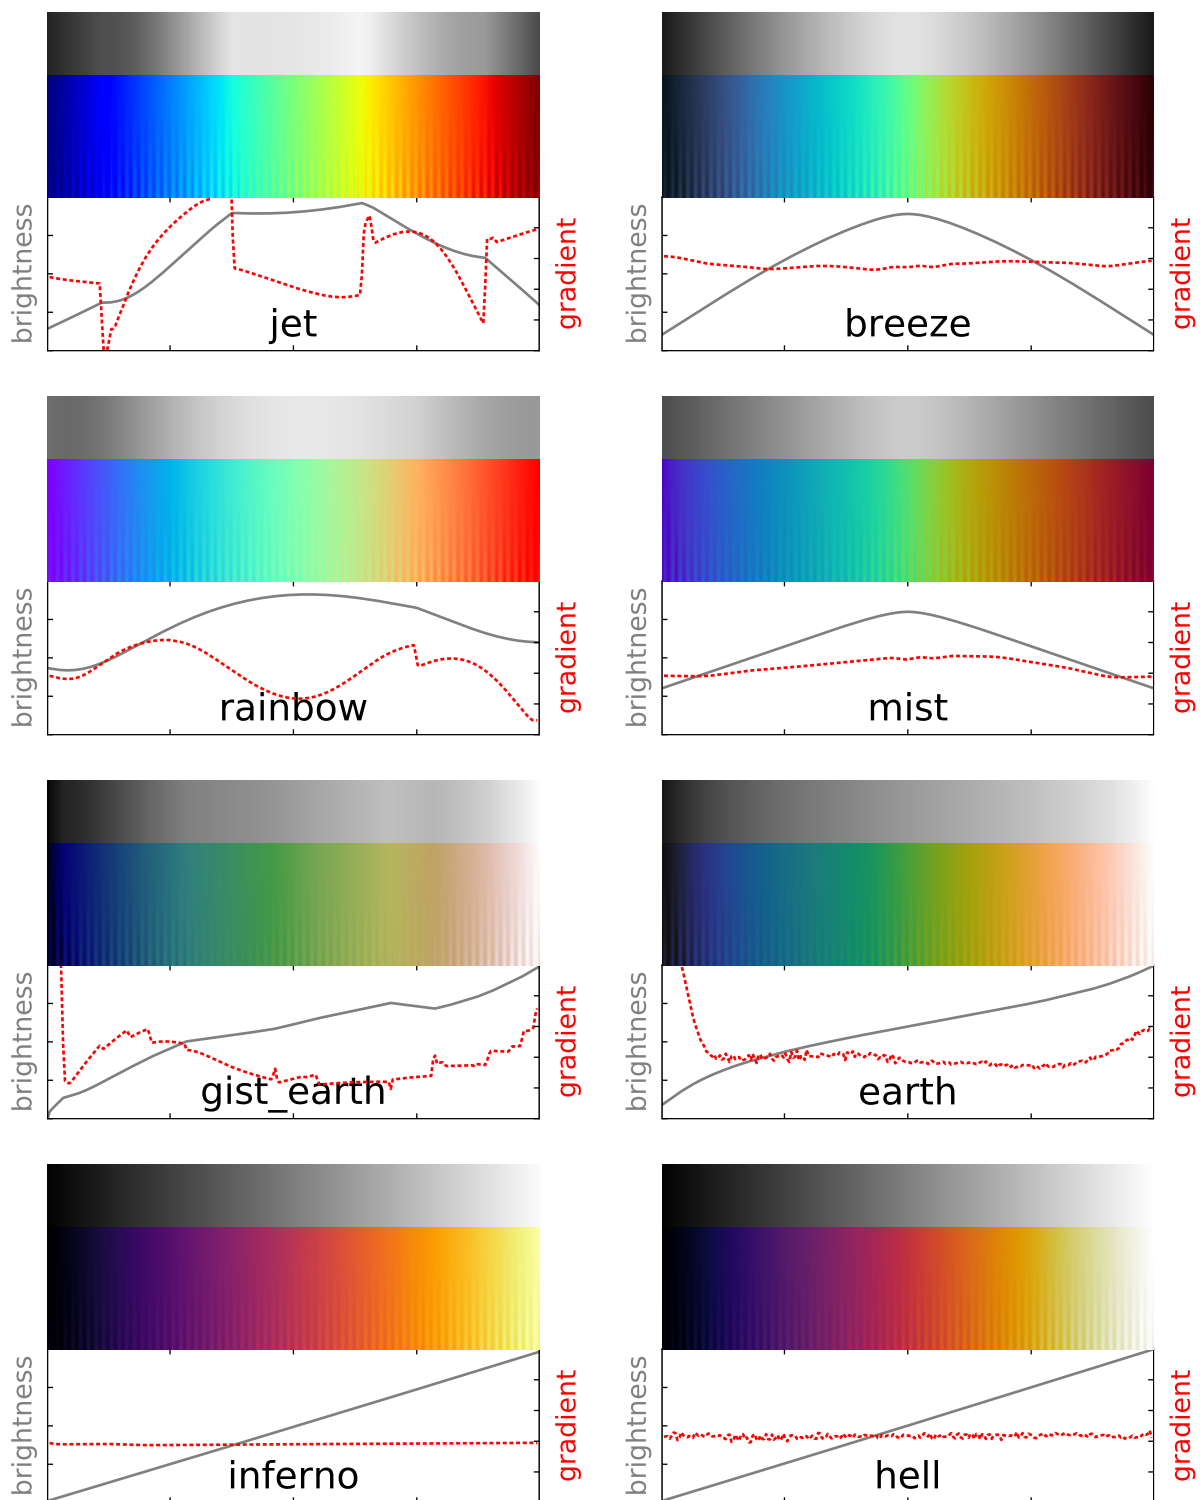 brightness
jet
gradient
brightness
breeze
gradient
brightness
rainbow
gradient
brightness
mist
gradient
brightness
gist_earth
gradient
brightness
earth
gradient
brightness
inferno
gradient
brightness
hell
gradient